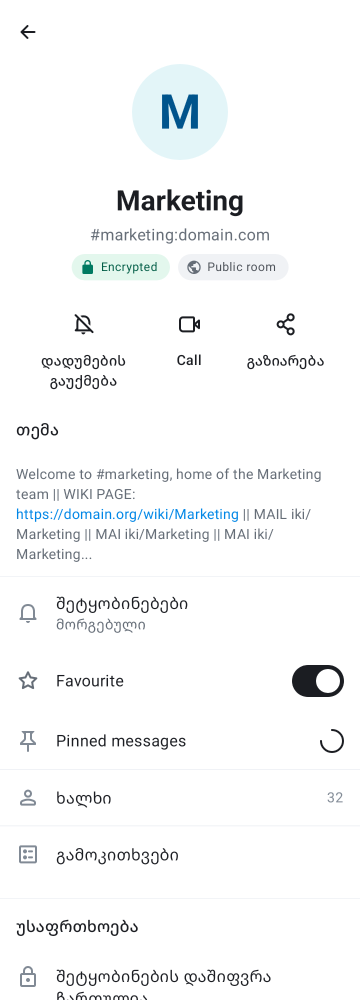 M
Marketing
#marketing:domain.com
Encrypted
Public room
დადუმების
გაუქმება
Call
გაზიარება
თემა
Welcome to #marketing, home of the Marketing
team || WIKI PAGE:
https://domain.org/wiki/Marketing || MAIL iki/
Marketing || MAI iki/Marketing || MAI iki/
Marketing...
შეტყობინებები
მორგებული
Favourite
Pinned messages
ხალხი
32
გამოკითხვები
უსაფრთხოება
შეტყობინების დაშიფვრა
ჩართულია